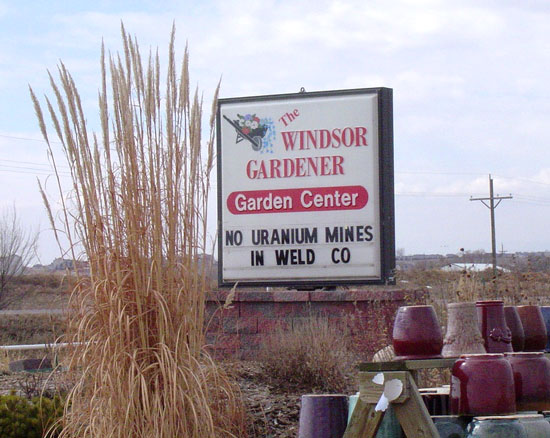 The
WINDSOR
GARDENER
Garden Center
NO URANIUM MINES
IN WELD CO